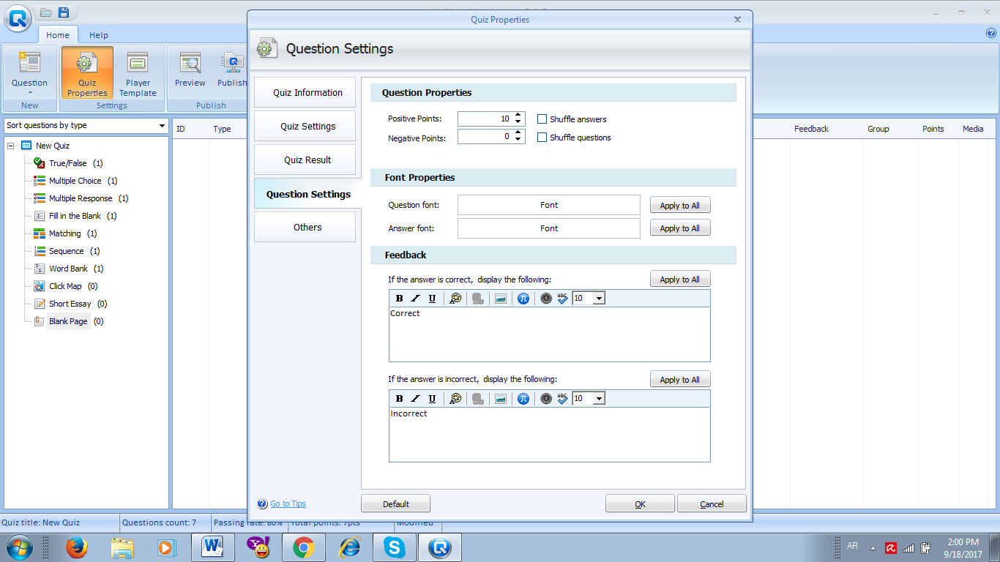 Quiz Properties
Home Help
Question Settings
Question Quiz Properties Player Template Preview Publish
New Settings Publish
Sort questions by type
ID Type Feedback Group Points Media
New Quiz
True/False (1)
Multiple Choice (1)
Multiple Response (1)
Fill in the Blank (1)
Matching (1)
Sequence (1)
Word Bank (1)
Click Map (0)
Short Essay (0)
Blank Page (0)
Quiz Information
Quiz Settings
Quiz Result
Question Settings
Others
Question Properties
Positive Points: 10 Shuffle answers
Negative Points: 0 Shuffle questions
Font Properties
Question font: Font Apply to All
Answer font: Font Apply to All
Feedback
If the answer is correct, display the following: Apply to All
B I U ABC 10
Correct
If the answer is incorrect, display the following: Apply to All
B I U ABC 10
Incorrect
Go to Tips Default OK Cancel
Quiz title: New Quiz Questions count: 7 Passing rate: 80% Total points: 7pts Modified
AR 2:00 PM
9/18/2017